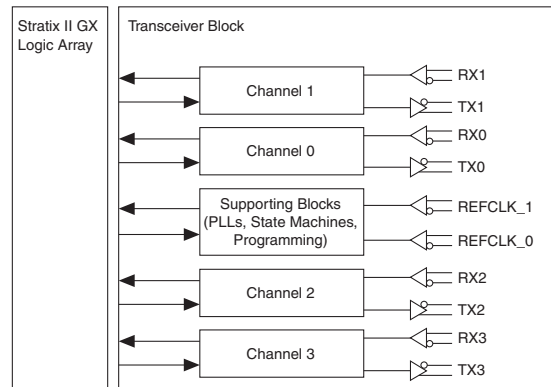 Stratix II GX
Logic Array
Transceiver Block
Channel 1
RX1
TX1
Channel 0
RX0
TX0
Supporting Blocks
(PLLs, State Machines,
Programming)
REFCLK_1
REFCLK_0
Channel 2
RX2
TX2
Channel 3
RX3
TX3